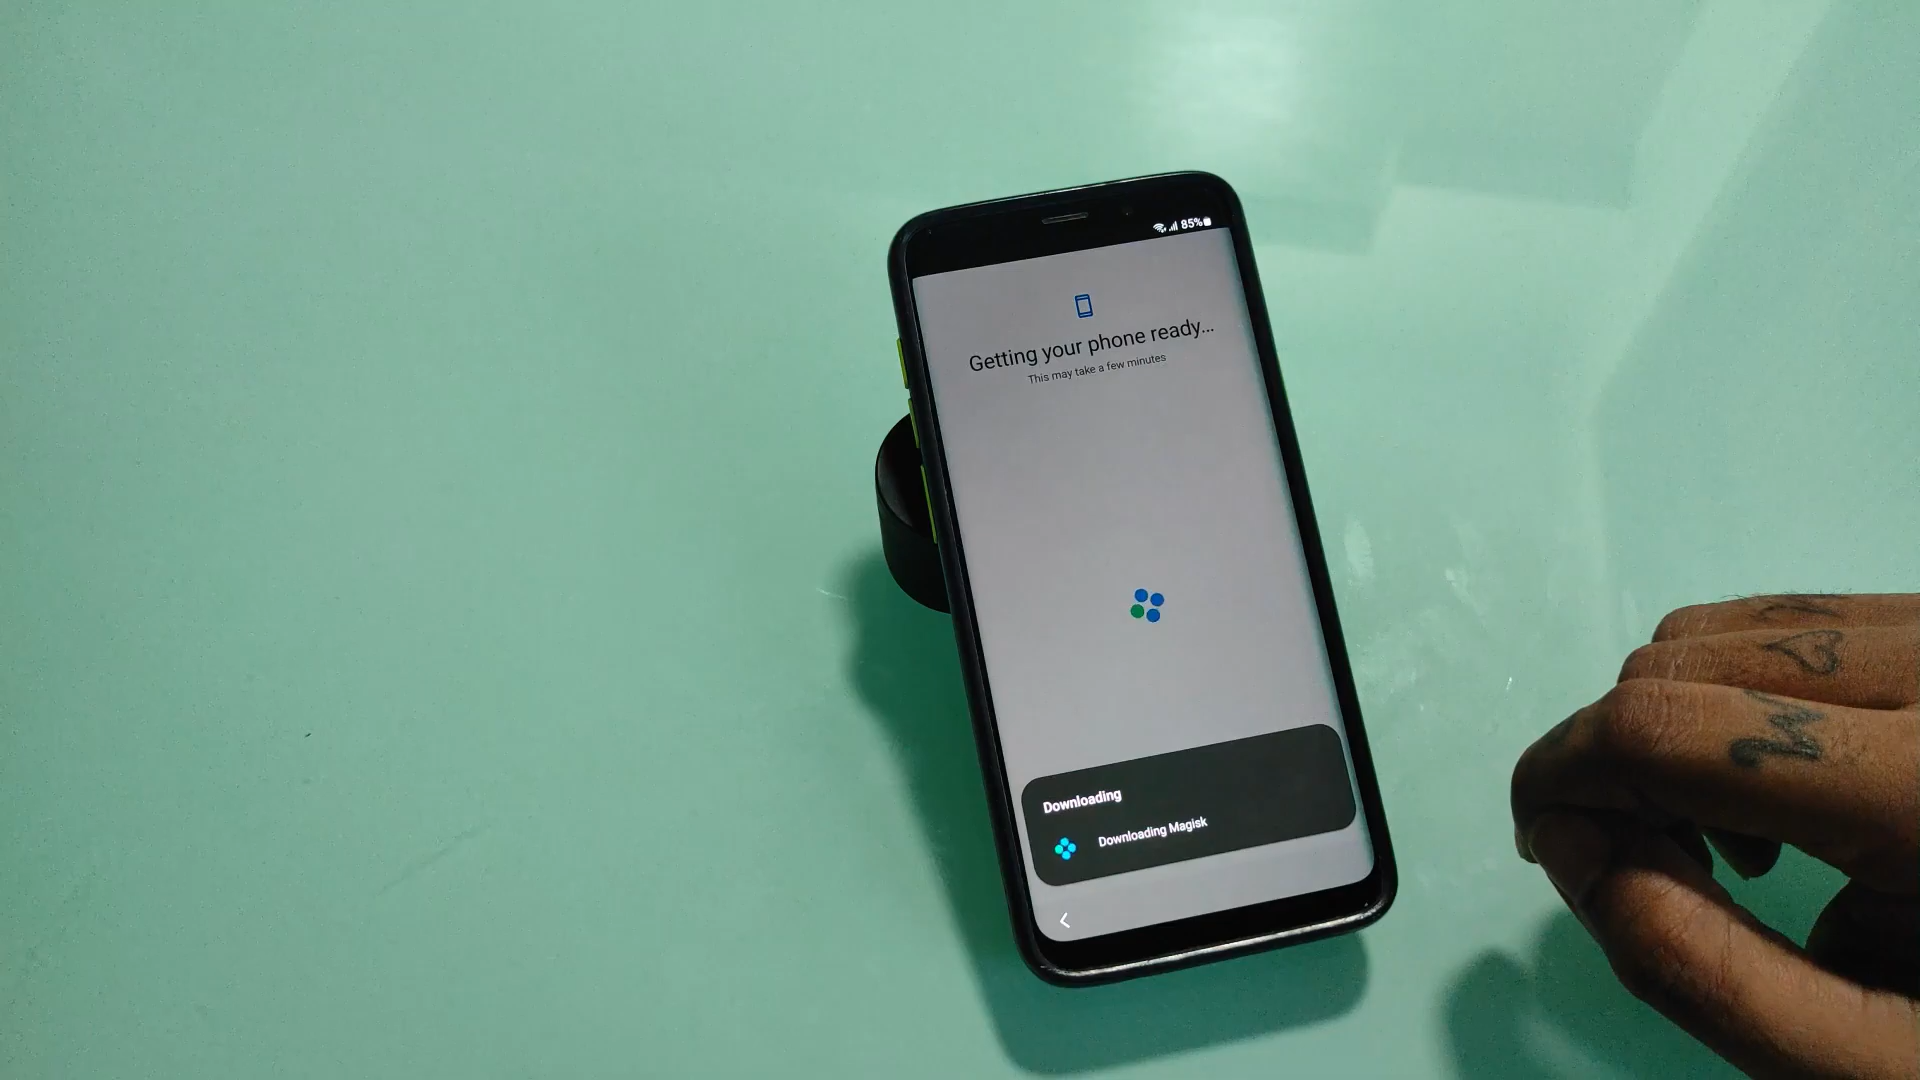 85%
Getting your phone ready...
This may take a few minutes
Downloading
Downloading Magisk